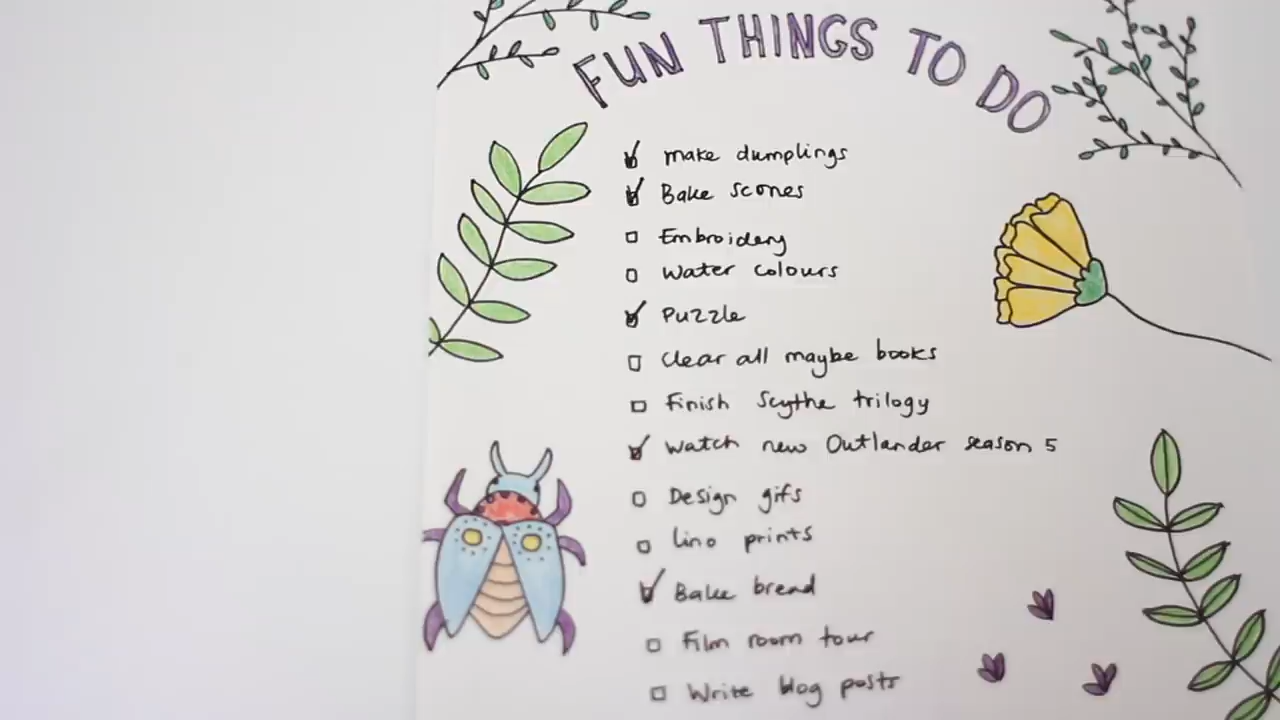 FUN THINGS TO DO
make dumplings
Bake scones
Embroidery
Water colours
Puzzle
Clear all maybe books
Finish Scythe trilogy
Watch new Outlander season 5
Design gifs
Lino prints
Bake bread
Film room tour
Write blog posts